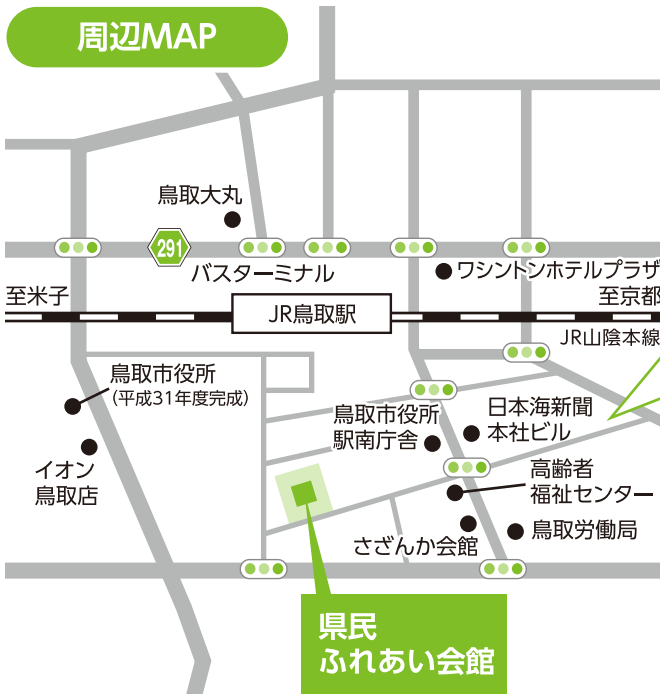 周辺MAP
鳥取大丸
291
バスターミナル
ワシントンホテルプラザ
至米子
JR鳥取駅
至京都
JR山陰本線
鳥取市役所
(平成31年度完成)
鳥取市役所
駅南庁舎
日本海新聞
本社ビル
イオン
鳥取店
高齢者
福祉センター
さざんか会館
鳥取労働局
県民
ふれあい会館